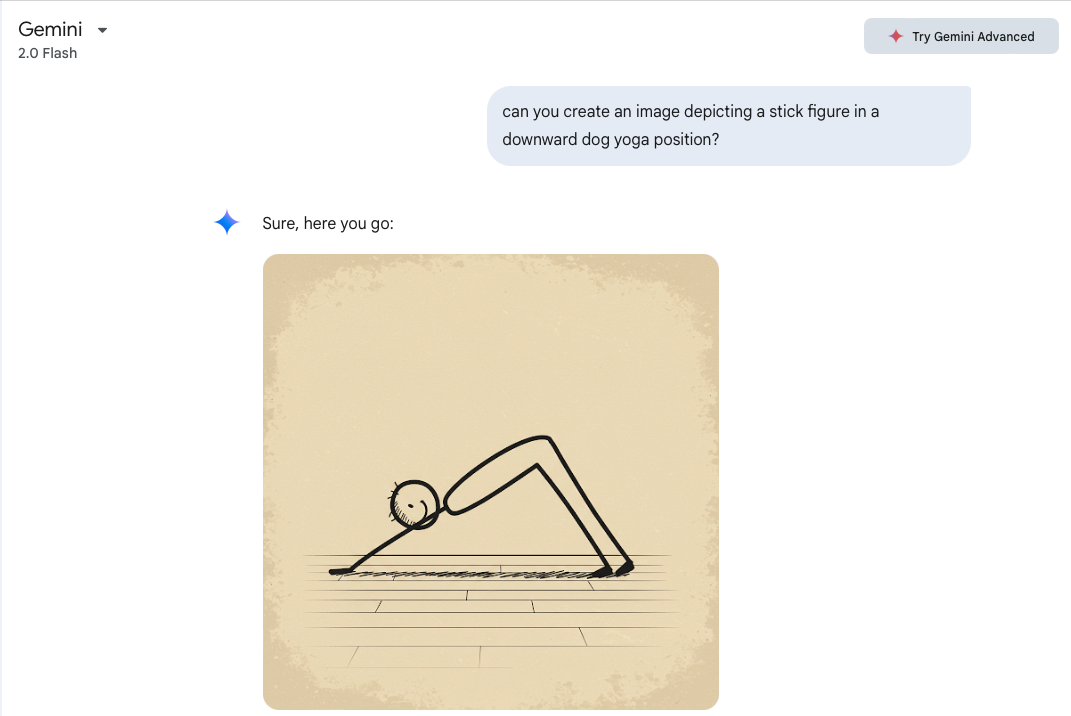 Gemini
2.0 Flash
Try Gemini Advanced
can you create an image depicting a stick figure in a
downward dog yoga position?
Sure, here you go: